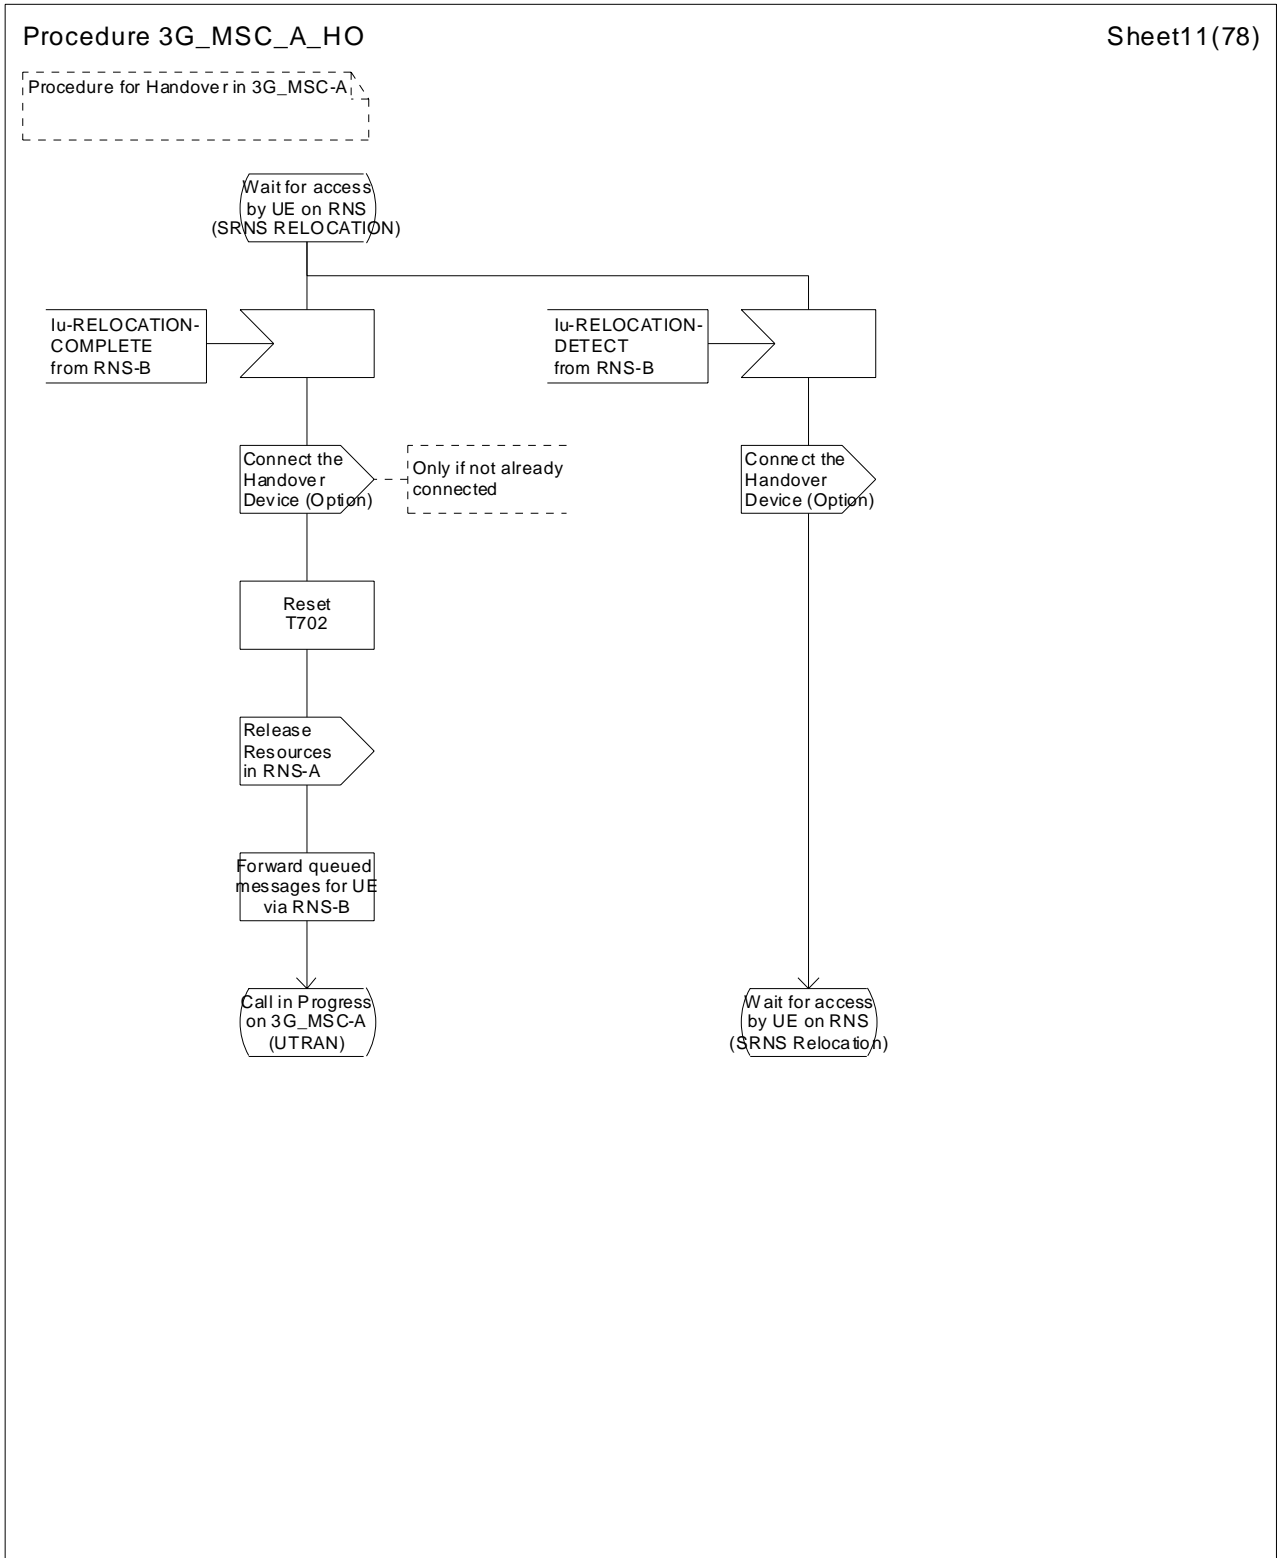 Procedure 3G_MSC_A_HO
Sheet11(78)
Procedure for Handover in 3G_MSC-A
Wait for access
by UE on RNS
(SRNS RELOCATION)
Iu-RELOCATION-
COMPLETE
from RNS-B
Iu-RELOCATION-
DETECT
from RNS-B
Connect the
Handover
Device (Option)
Only if not already
connected
Connect the
Handover
Device (Option)
Reset
T702
Release
Resources
in RNS-A
Forward queued
messages for UE
via RNS-B
Call in Progress
on 3G_MSC-A
(UTRAN)
Wait for access
by UE on RNS
(SRNS Relocation)